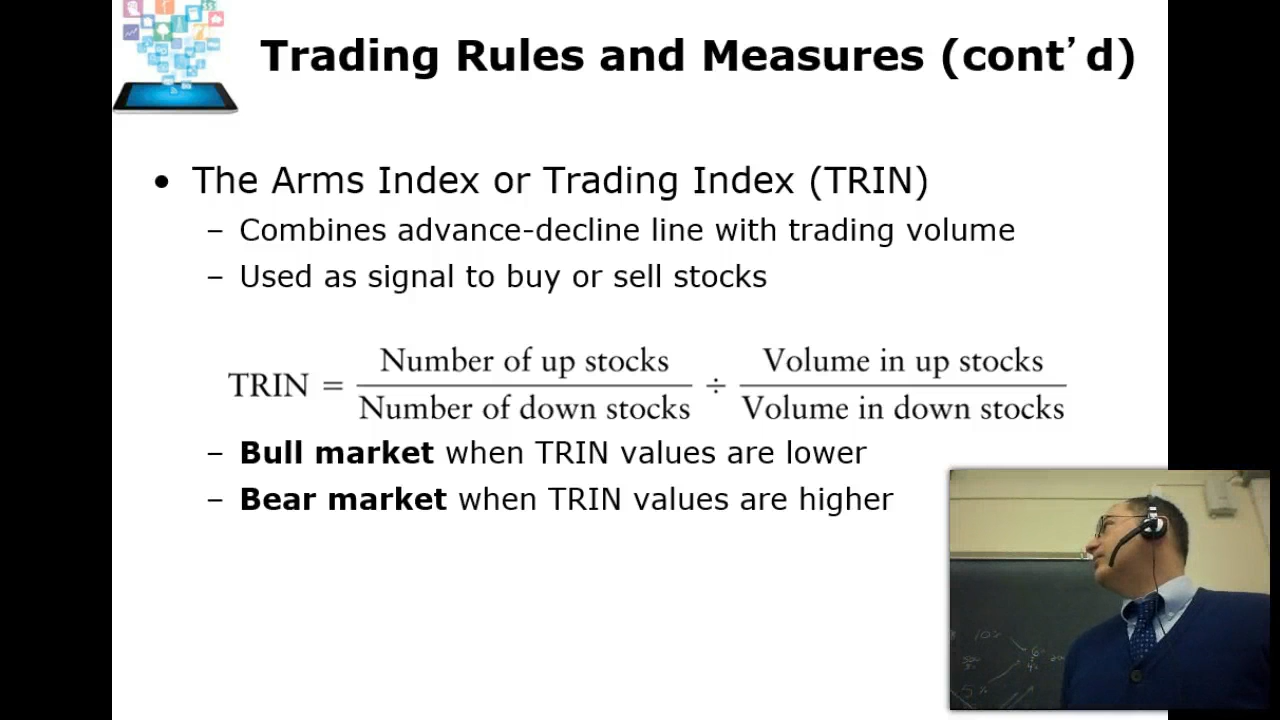 Trading Rules and Measures (cont’d)
• The Arms Index or Trading Index (TRIN)
– Combines advance-decline line with trading volume
– Used as signal to buy or sell stocks
TRIN = Number of up stocks / Number of down stocks ÷ Volume in up stocks / Volume in down stocks
– Bull market when TRIN values are lower
– Bear market when TRIN values are higher